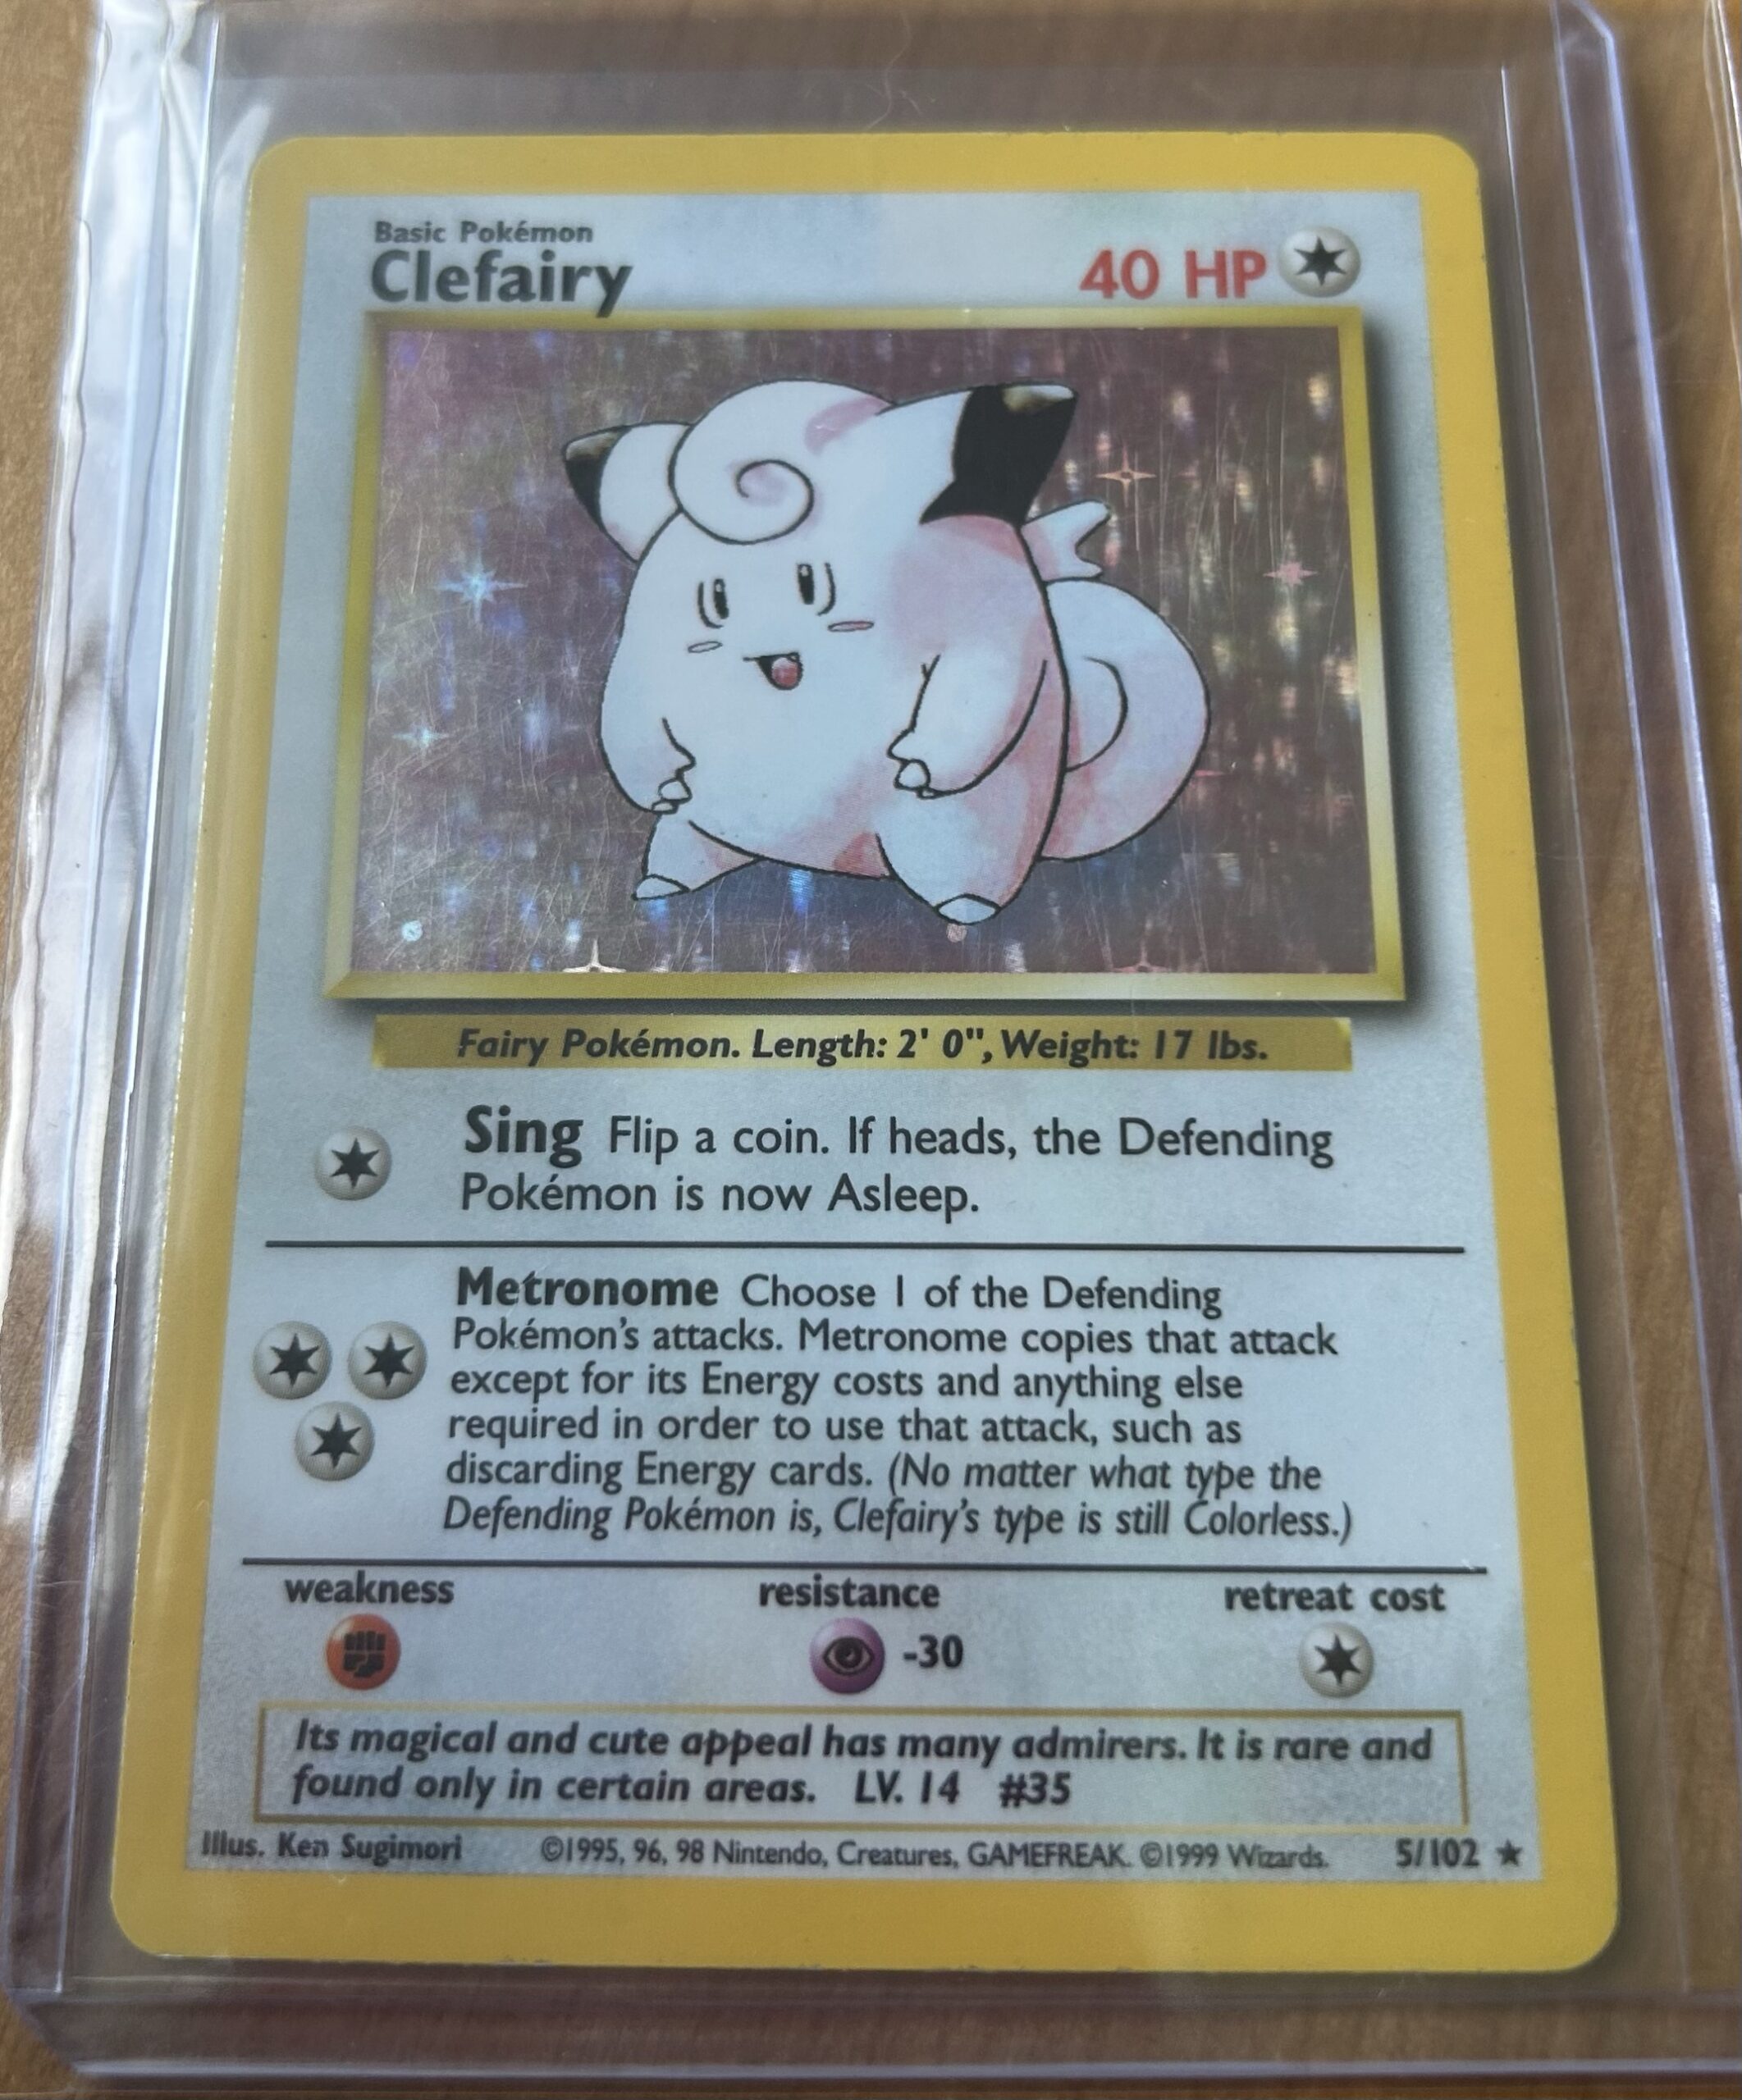 Basic Pokémon
Clefairy
40 HP
Fairy Pokémon. Length: 2' 0", Weight: 17 lbs.
Sing Flip a coin. If heads, the Defending
Pokémon is now Asleep.
Metronome Choose 1 of the Defending
Pokémon's attacks. Metronome copies that attack
except for its Energy costs and anything else
required in order to use that attack, such as
discarding Energy cards. (No matter what type the
Defending Pokémon is, Clefairy's type is still Colorless.)
weakness resistance retreat cost
-30
Its magical and cute appeal has many admirers. It is rare and
found only in certain areas. LV. 14 #35
Illus. Ken Sugimori ©1995, 96, 98 Nintendo, Creatures, GAMEFREAK. ©1999 Wizards. 5/102 ★